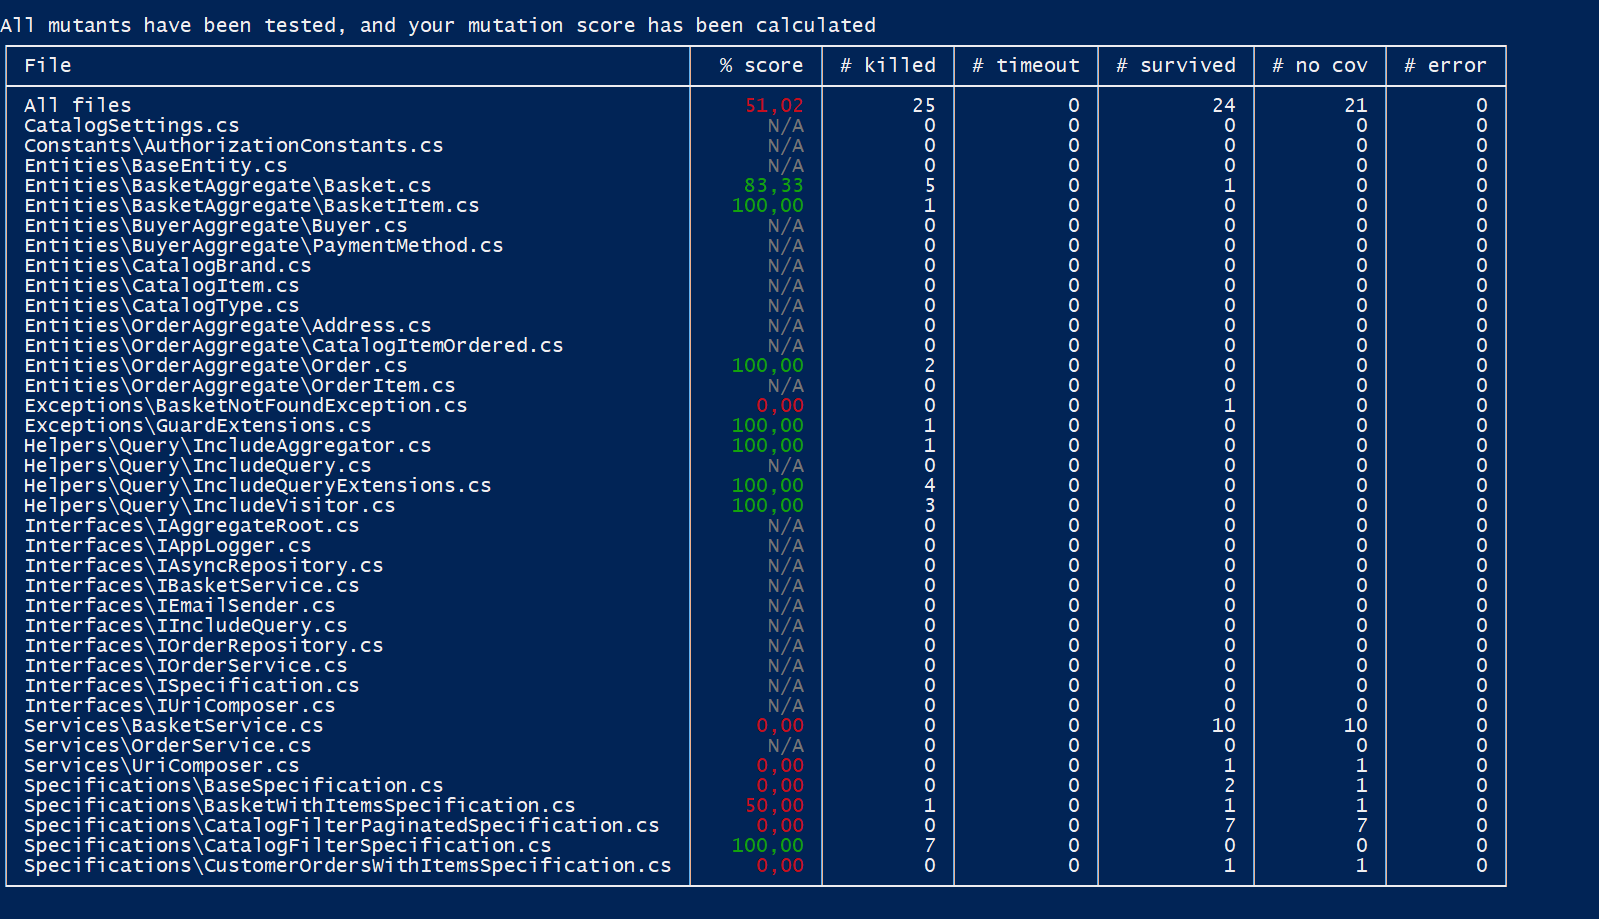 All mutants have been tested, and your mutation score has been calculated
File % score # killed # timeout # survived # no cov # error
All files 51,02 25 0 24 21 0
CatalogSettings.cs N/A 0 0 0 0 0
Constants\AuthorizationConstants.cs N/A 0 0 0 0 0
Entities\BaseEntity.cs N/A 0 0 0 0 0
Entities\BasketAggregate\Basket.cs 83,33 5 0 1 0 0
Entities\BasketAggregate\BasketItem.cs 100,00 1 0 0 0 0
Entities\BuyerAggregate\Buyer.cs N/A 0 0 0 0 0
Entities\BuyerAggregate\PaymentMethod.cs N/A 0 0 0 0 0
Entities\CatalogBrand.cs N/A 0 0 0 0 0
Entities\CatalogItem.cs N/A 0 0 0 0 0
Entities\CatalogType.cs N/A 0 0 0 0 0
Entities\OrderAggregate\Address.cs N/A 0 0 0 0 0
Entities\OrderAggregate\CatalogItemOrdered.cs N/A 0 0 0 0 0
Entities\OrderAggregate\Order.cs 100,00 2 0 0 0 0
Entities\OrderAggregate\OrderItem.cs N/A 0 0 0 0 0
Exceptions\BasketNotFoundException.cs 0,00 0 0 1 0 0
Exceptions\GuardExtensions.cs 100,00 1 0 0 0 0
Helpers\Query\IncludeAggregator.cs 100,00 1 0 0 0 0
Helpers\Query\IncludeQuery.cs N/A 0 0 0 0 0
Helpers\Query\IncludeQueryExtensions.cs 100,00 4 0 0 0 0
Helpers\Query\IncludeVisitor.cs 100,00 3 0 0 0 0
Interfaces\IAggregateRoot.cs N/A 0 0 0 0 0
Interfaces\IAppLogger.cs N/A 0 0 0 0 0
Interfaces\IAsyncRepository.cs N/A 0 0 0 0 0
Interfaces\IBasketService.cs N/A 0 0 0 0 0
Interfaces\IEmailSender.cs N/A 0 0 0 0 0
Interfaces\IIncludeQuery.cs N/A 0 0 0 0 0
Interfaces\IOrderRepository.cs N/A 0 0 0 0 0
Interfaces\IOrderService.cs N/A 0 0 0 0 0
Interfaces\ISpecification.cs N/A 0 0 0 0 0
Interfaces\IUriComposer.cs N/A 0 0 0 0 0
Services\BasketService.cs 0,00 0 0 10 10 0
Services\OrderService.cs N/A 0 0 0 0 0
Services\UriComposer.cs 0,00 0 0 1 1 0
Specifications\BaseSpecification.cs 0,00 0 0 2 1 0
Specifications\BasketWithItemsSpecification.cs 50,00 1 0 1 1 0
Specifications\CatalogFilterPaginatedSpecification.cs 0,00 0 0 7 7 0
Specifications\CatalogFilterSpecification.cs 100,00 7 0 0 0 0
Specifications\CustomerOrdersWithItemsSpecification.cs 0,00 0 0 1 1 0